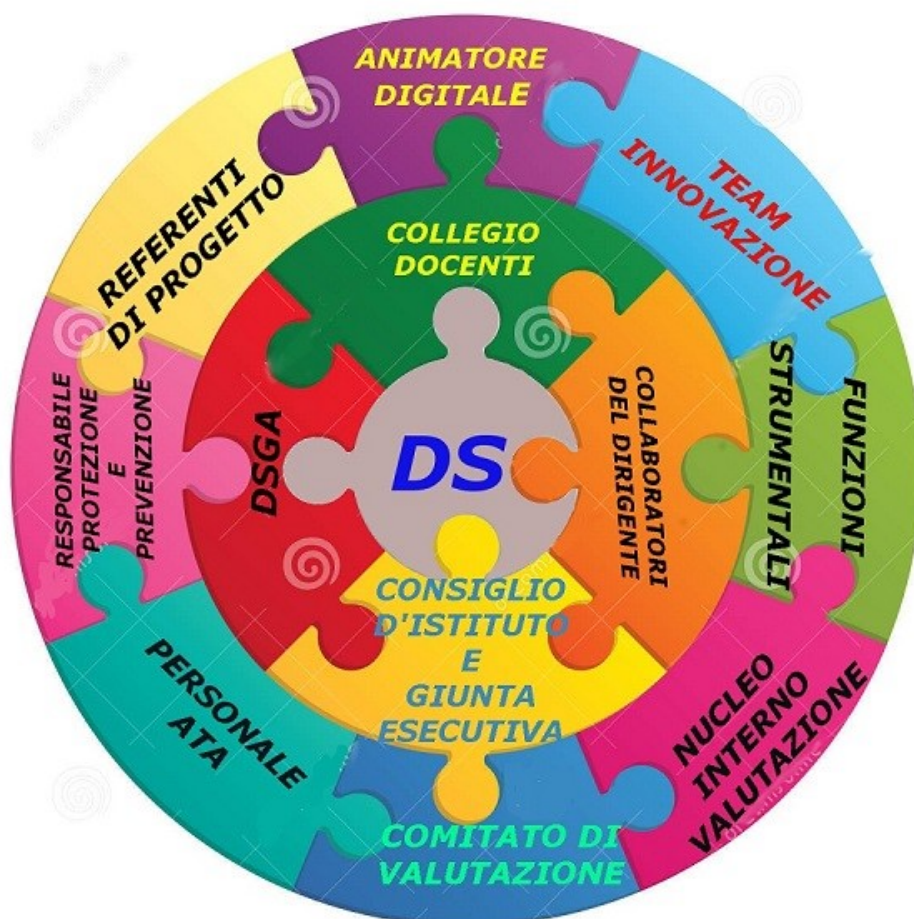 ANIMATORE
DIGITALE
TEAM
INNOVAZIONE
REFERENTI
DI PROGETTO
COLLEGIO
DOCENTI
FUNZIONI
STRUMENTALI
RESPONSABILE
PROTEZIONE
E
PREVENZIONE
DSGA
DS
COLLABORATORI
DEL DIRIGENTE
CONSIGLIO
D'ISTITUTO
E
GIUNTA
ESECUTIVA
PERSONALE
ATA
NUCLEO
INTERNO
VALUTAZIONE
COMITATO DI
VALUTAZIONE